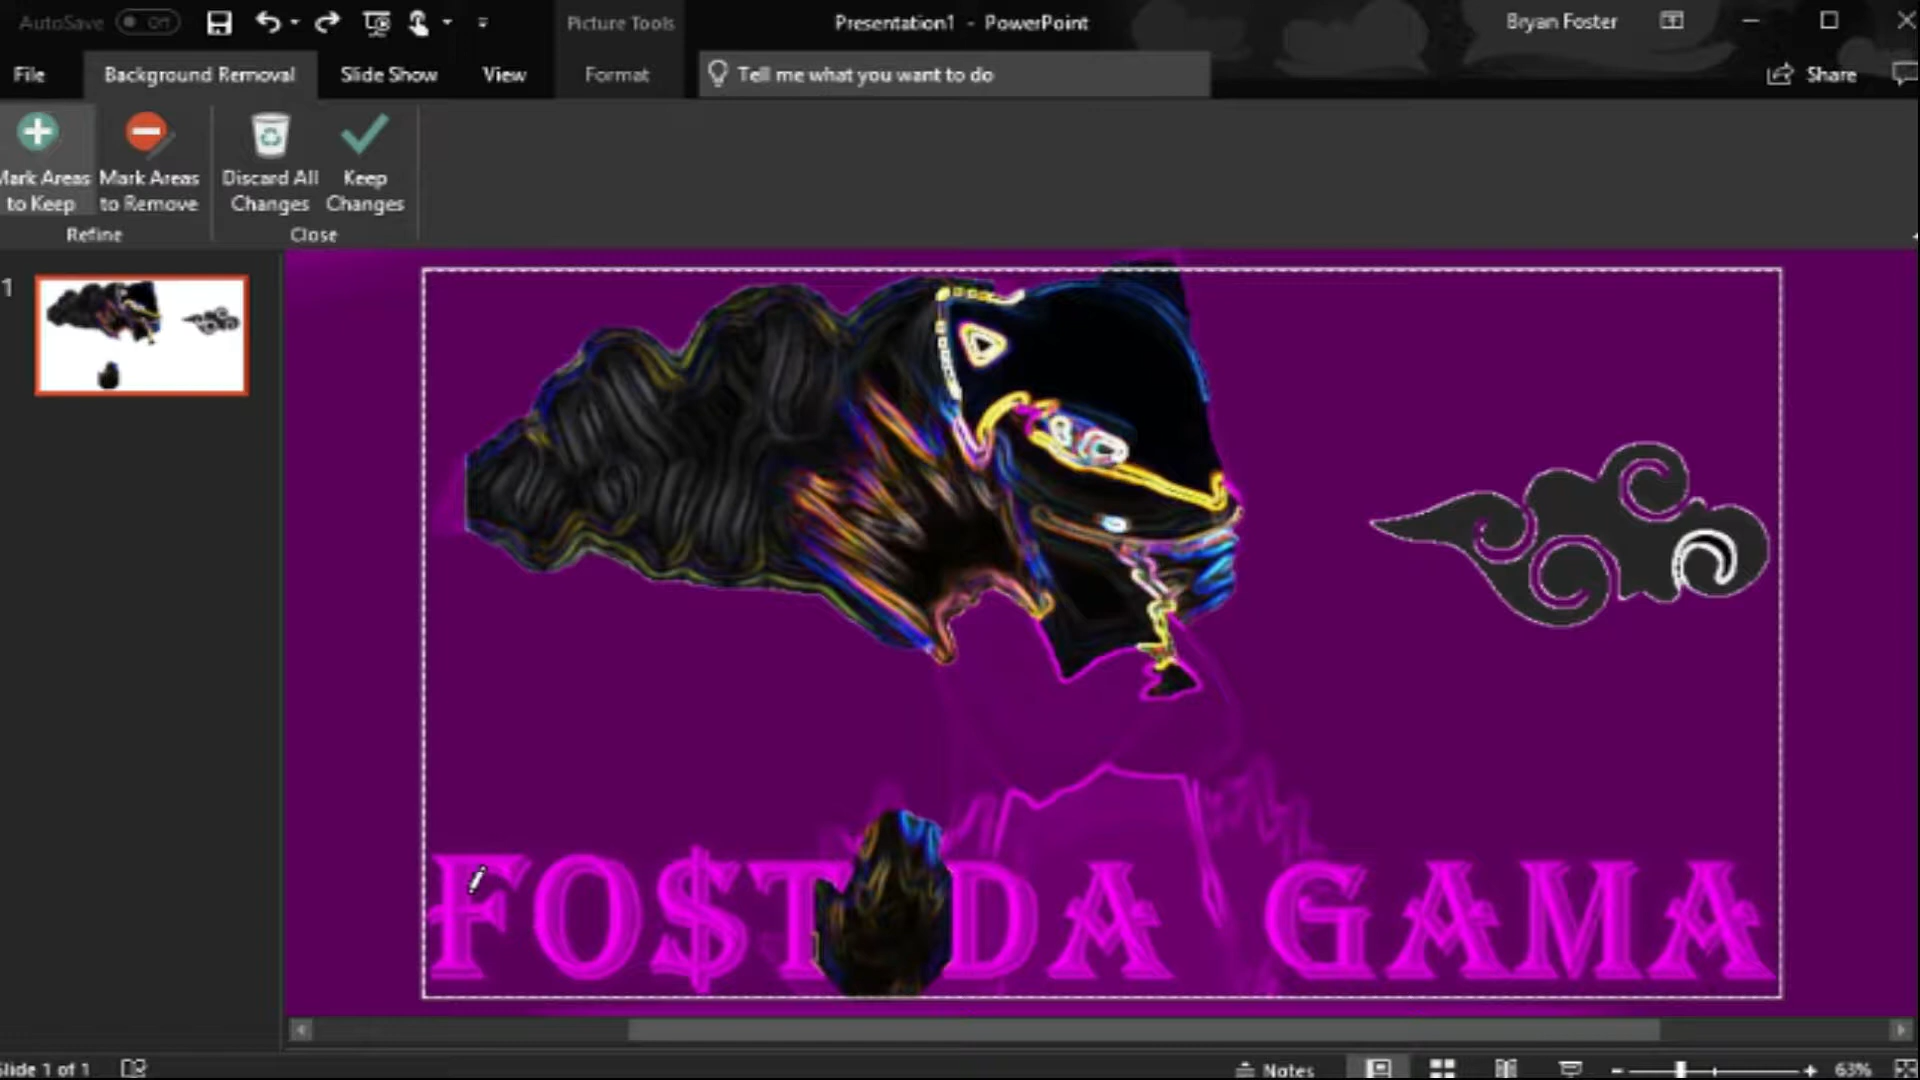 AutoSave Off Picture Tools Presentation1 - PowerPoint Bryan Foster
File Background Removal Slide Show View Format Tell me what you want to do Share
Mark Areas to Keep
Mark Areas to Remove
Discard All Changes
Keep Changes
Refine Close
1
FO$T DA GAMA
Slide 1 of 1 Notes 63%